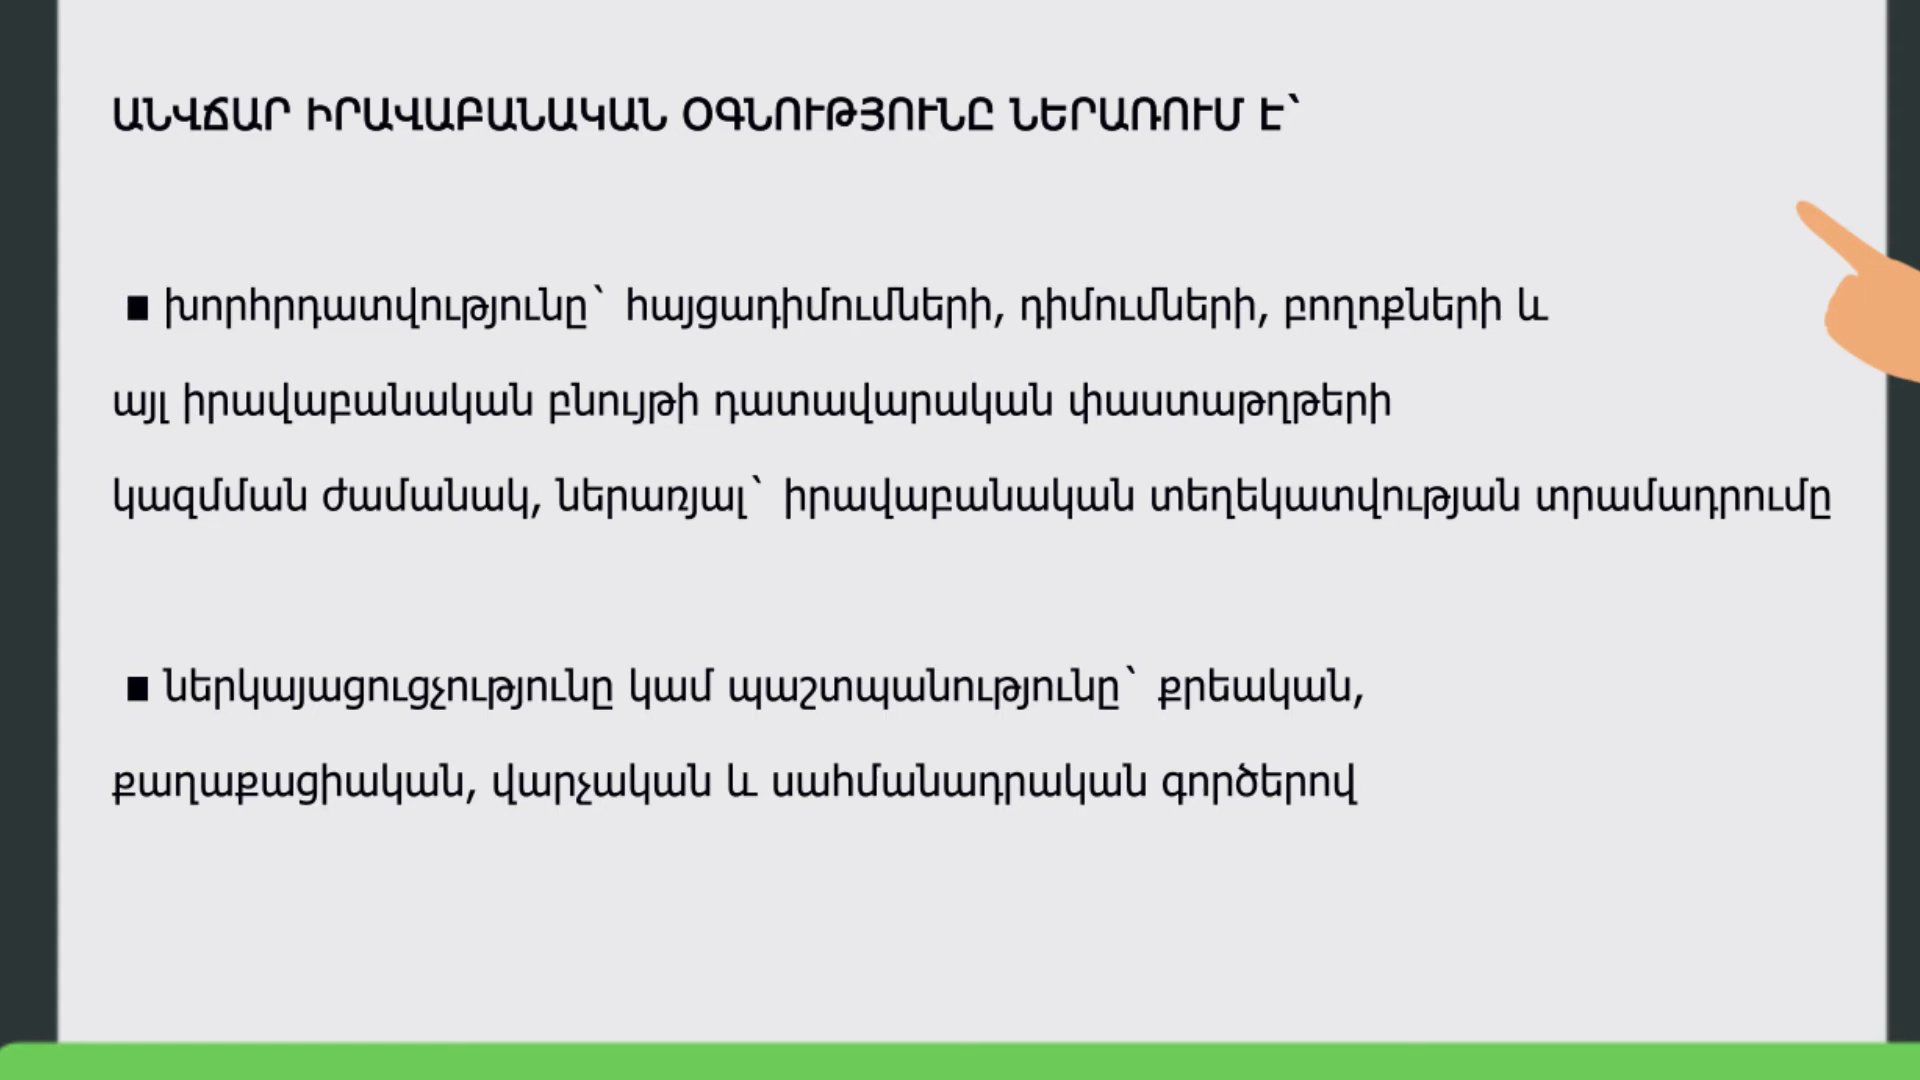 ԱՆՎՃԱՐ ԻՐԱՎԱԲԱՆԱԿԱՆ ՕԳՆՈՒԹՅՈՒՆԸ ՆԵՐԱՌՈՒՄ Է`
▪ խորհրդատվությունը` հայցադիմումների, դիմումների, բողոքների և
այլ իրավաբանական բնույթի դատավարական փաստաթղթերի
կազմման ժամանակ, ներառյալ` իրավաբանական տեղեկատվության տրամադրումը
▪ ներկայացուցչությունը կամ պաշտպանությունը` քրեական,
քաղաքացիական, վարչական և սահմանադրական գործերով